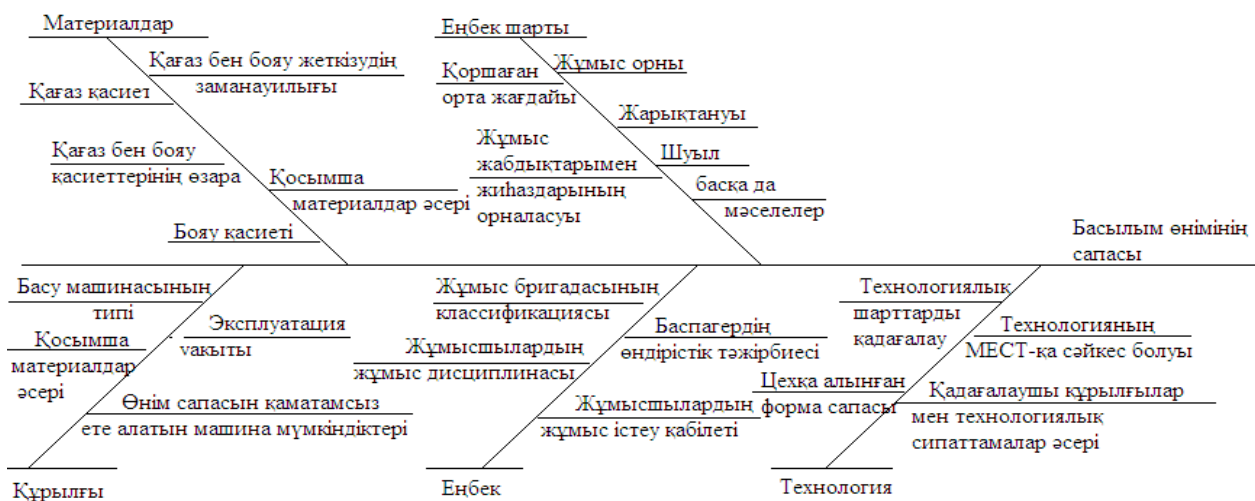 Материалдар
Қағаз бен бояу жеткізудің
заманауилығы
Қағаз қасиет
Қағаз бен бояу
қасиеттерінің өзара
Қосымша
материалдар әсері
Бояу қасиеті
Еңбек шарты
Жұмыс орны
Қоршаған
орта жағдайы
Жарықтануы
Жұмыс
жабдықтарымен
жиһаздарының
орналасуы
Шуыл
басқа да
мәселелер
Басылым өнімінің
сапасы
Басу машинасының
типі
Эксплуатация
уақыты
Қосымша
материалдар
әсері
Өнім сапасын қаматамсыз
ете алатын машина мүмкіндіктері
Құрылғы
Жұмыс бригадасының
классификациясы
Баспагердің
өндірістік тәжірбиесі
Жұмысшылардың
жұмыс дисциплинасы
Жұмысшылардың
жұмыс істеу қабілеті
Еңбек
Технологиялық
шарттарды
қадағалау
Технологияның
МЕСТ-қа сәйкес болуы
Цехқа алынған
форма сапасы
Қадағалаушы құрылғылар
мен технологиялық
сипаттамалар әсері
Технология